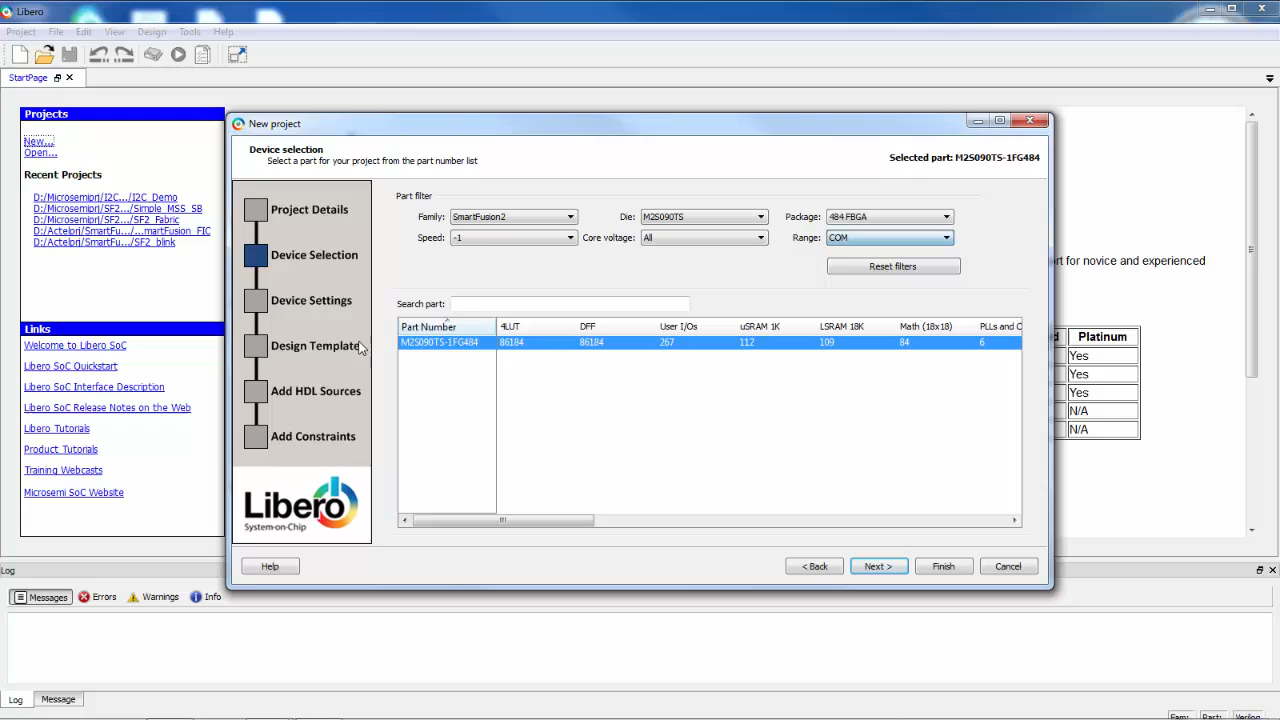 Libero
Project File Edit View Design Tools Help
StartPage
Projects
New...
Open...
Recent Projects
D:/Microsemiprj/I2C.../I2C_Demo
D:/Microsemiprj/SF2.../Simple_MSS_SB
D:/Microsemiprj/SF2.../SF2_Fabric
D:/Actelprj/SmartFu.../...martFusion_FIC
D:/Actelprj/SmartFu.../SF2_blink
Links
Welcome to Libero SoC
Libero SoC Quickstart
Libero SoC Interface Description
Libero SoC Release Notes on the Web
Libero Tutorials
Product Tutorials
Training Webcasts
Microsemi SoC Website
New project
Device selection
Select a part for your project from the part number list
Selected part: M2S090TS-1FG484
Project Details
Device Selection
Device Settings
Design Template
Add HDL Sources
Add Constraints
Libero
System-on-Chip
Part filter
Family: SmartFusion2 Die: M2S090TS Package: 484 FBGA
Speed: -1 Core voltage: All Range: COM
Reset filters
Search part:
Part Number 4LUT DFF User I/Os uSRAM 1K LSRAM 18K Math (18x18) PLLs and C
M2S090TS-1FG484 86184 86184 267 112 109 84 6
Help < Back Next > Finish Cancel
rt for novice and experienced
d Platinum
Yes
Yes
Yes
N/A
N/A
Log
Messages Errors Warnings Info
Log Message
Fam: Part: Verilog